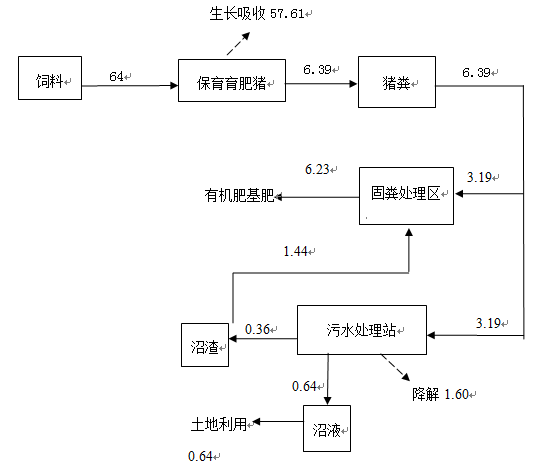 生长吸收 57.61↵
饲料
64↵
保育育肥猪
6.39↵
猪粪
6.39↵
6.23↵
有机肥基肥
固粪处理区
3.19↵
1.44↵
沼渣
0.36↵
污水处理站
3.19↵
0.64↵
降解 1.60↵
土地利用
沼液
0.64↵